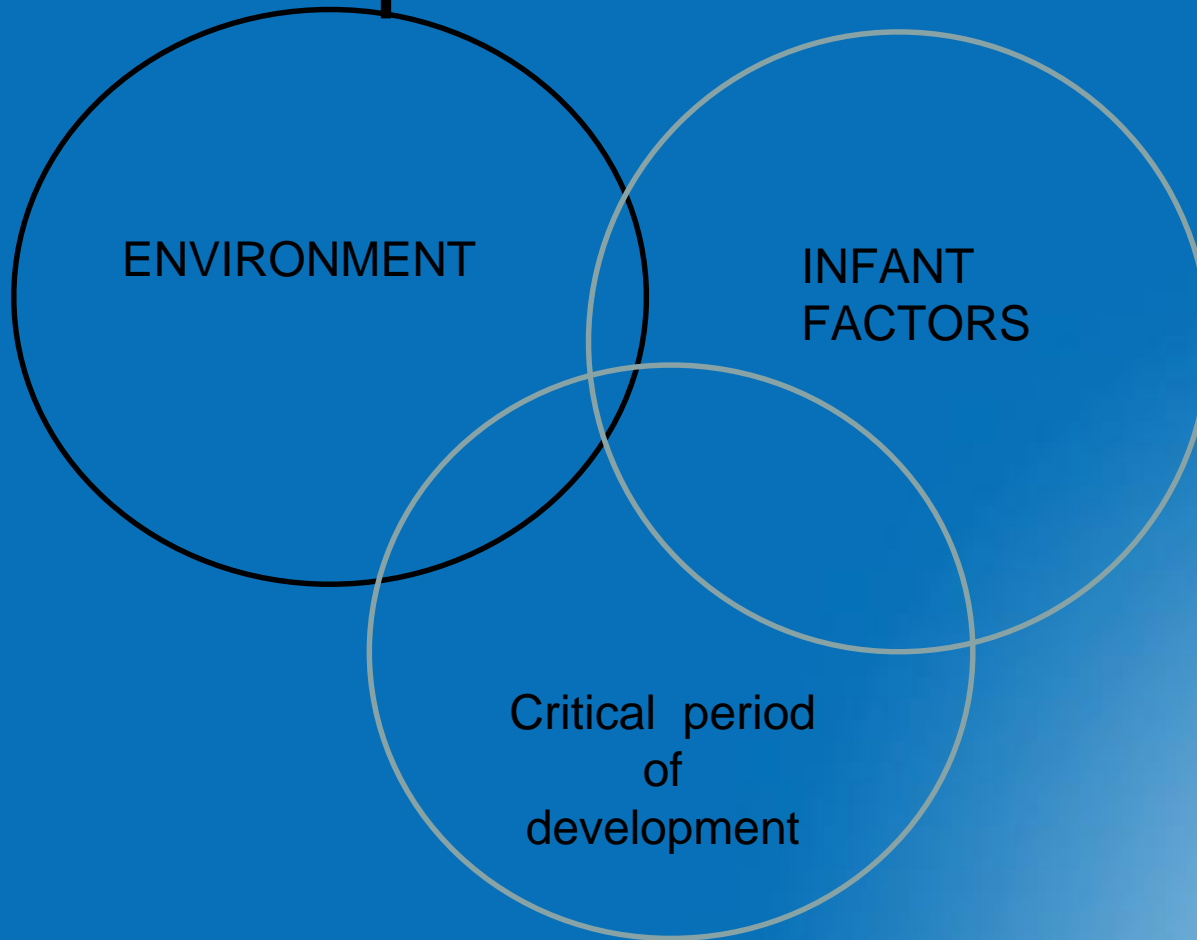 ENVIRONMENT
INFANT
FACTORS
Critical period
of
development